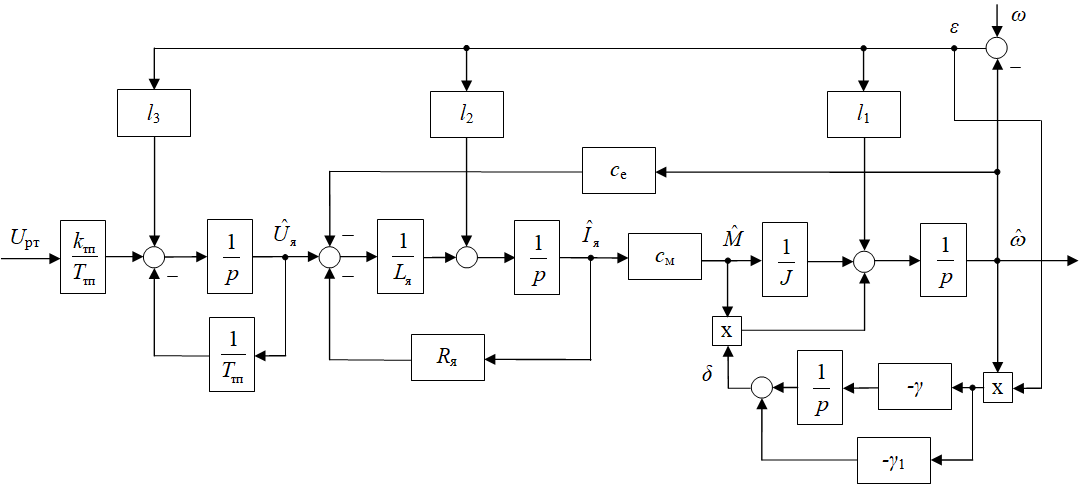 ω
ε
−
l3
l2
l1
cе
Uрт
kтп
Tтп
−
1
p
Ûя
−
−
1
Lя
1
p
Îя
cм
M̂
1
J
1
p
ω̂
1
Tтп
Rя
x
δ
1
p
-γ
x
-γ1